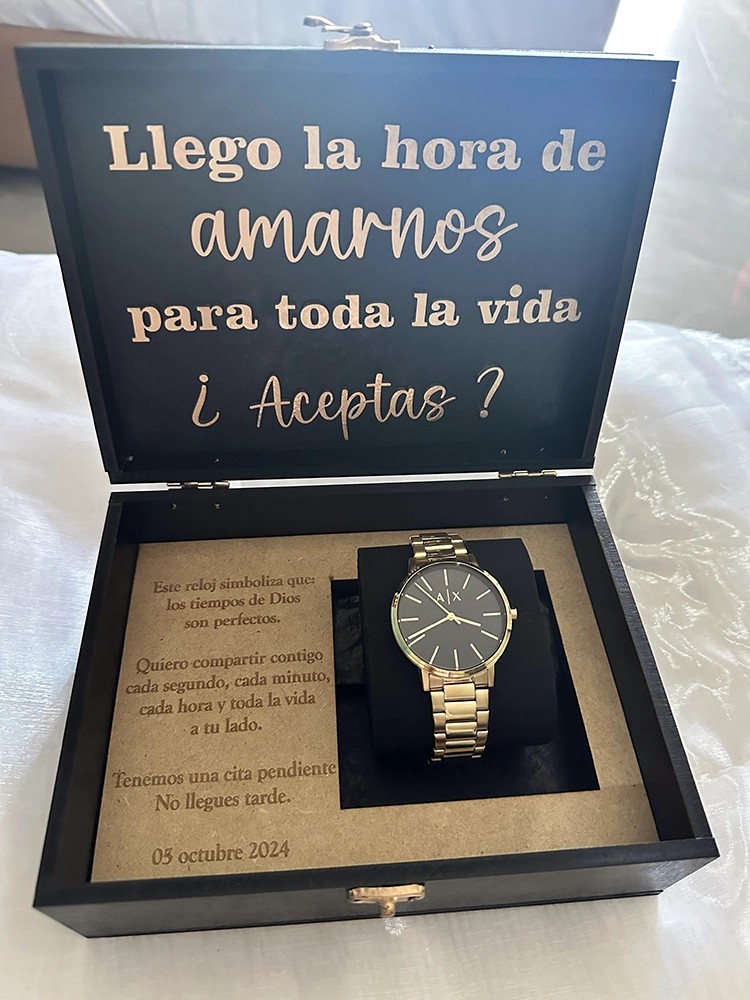 Llego la hora de
amarnos
para toda la vida
¿ Aceptas ?
Este reloj simboliza que:
los tiempos de Dios
son perfectos.
Quiero compartir contigo
cada segundo, cada minuto,
cada hora y toda la vida
a tu lado.
Tenemos una cita pendiente
No llegues tarde.
05 octubre 2024
A|X